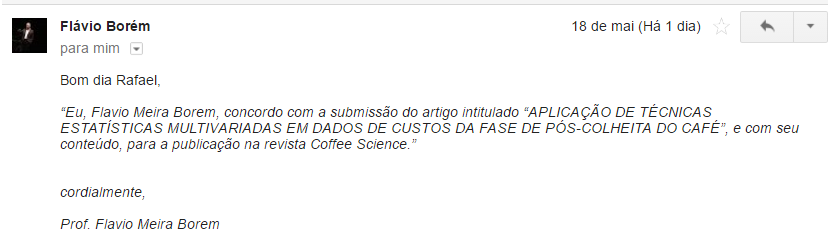 Flávio Borém
18 de mai (Há 1 dia)
para mim
Bom dia Rafael,
“Eu, Flavio Meira Borem, concordo com a submissão do artigo intitulado “APLICAÇÃO DE TÉCNICAS
ESTATÍSTICAS MULTIVARIADAS EM DADOS DE CUSTOS DA FASE DE PÓS-COLHEITA DO CAFÉ”, e com seu
conteúdo, para a publicação na revista Coffee Science.”
cordialmente,
Prof. Flavio Meira Borem